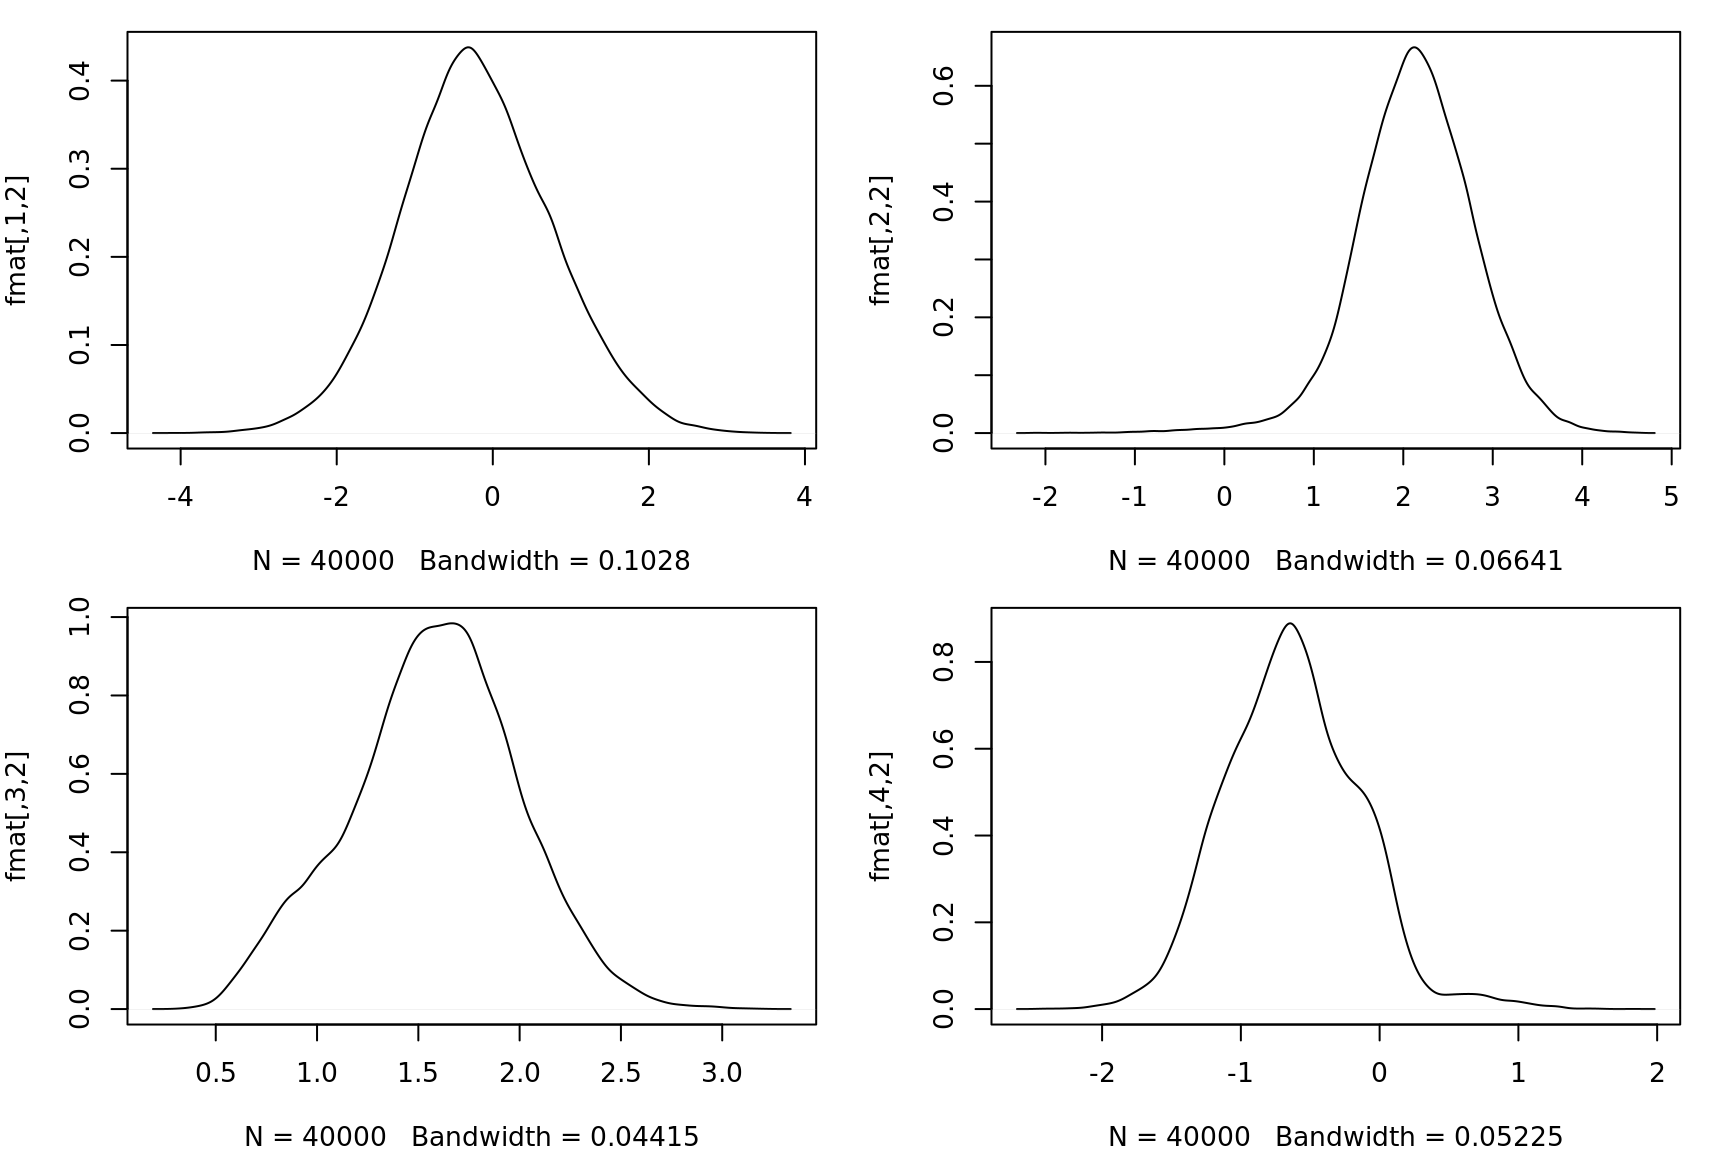 fmat[,1,2]
0.4
0.3
0.2
0.1
0.0
-4 -2 0 2 4
N = 40000 Bandwidth = 0.1028
fmat[,2,2]
0.6
0.4
0.2
0.0
-2 -1 0 1 2 3 4 5
N = 40000 Bandwidth = 0.06641
fmat[,3,2]
1.0
0.8
0.6
0.4
0.2
0.0
0.5 1.0 1.5 2.0 2.5 3.0
N = 40000 Bandwidth = 0.04415
fmat[,4,2]
0.8
0.6
0.4
0.2
0.0
-2 -1 0 1 2
N = 40000 Bandwidth = 0.05225